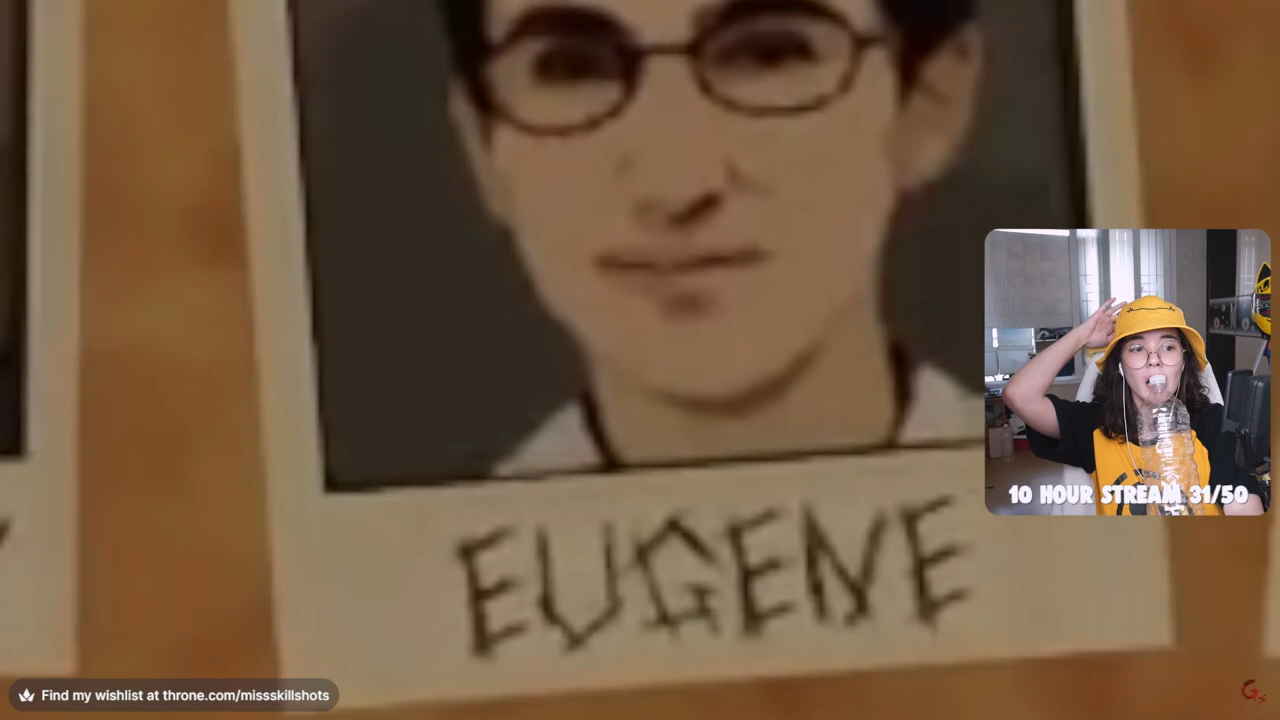 EUGENE
10 HOUR STREAM 31/50
Find my wishlist at throne.com/missskillshots